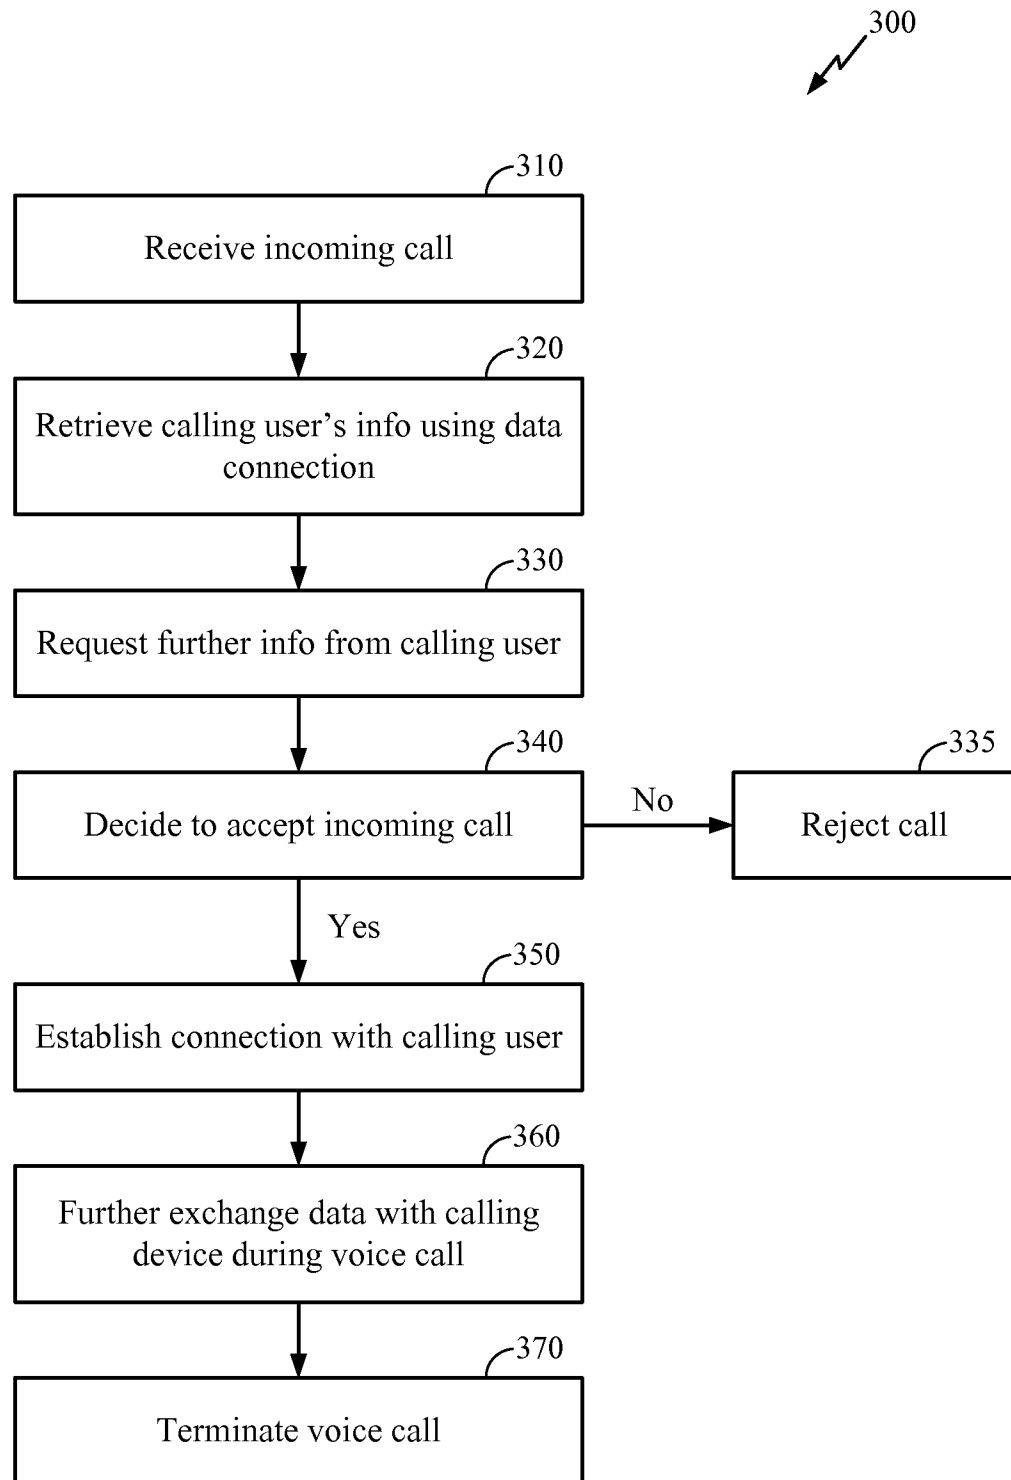 300
310
Receive incoming call
320
Retrieve calling user’s info using data
connection
330
Request further info from calling user
340
Decide to accept incoming call
No
335
Reject call
Yes
350
Establish connection with calling user
360
Further exchange data with calling
device during voice call
370
Terminate voice call